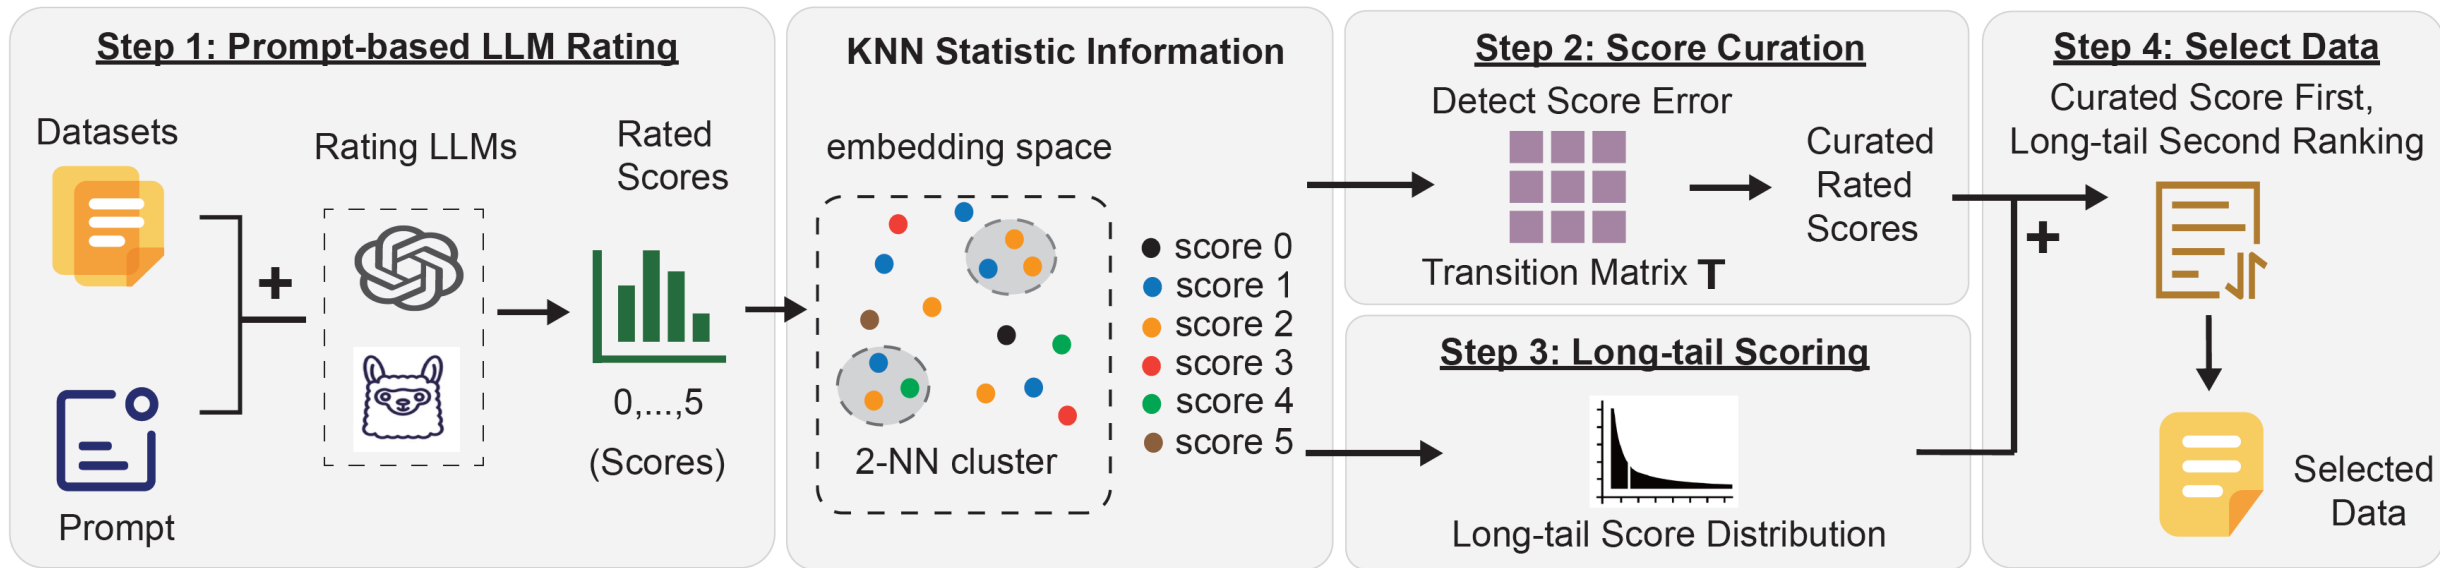 Step 1: Prompt-based LLM Rating
Datasets
Prompt
+
Rating LLMs
Rated
Scores
0,...,5
(Scores)
KNN Statistic Information
embedding space
2-NN cluster
score 0
score 1
score 2
score 3
score 4
score 5
Step 2: Score Curation
Detect Score Error
Transition Matrix T
Curated
Rated
Scores
Step 3: Long-tail Scoring
Long-tail Score Distribution
+
Step 4: Select Data
Curated Score First,
Long-tail Second Ranking
Selected
Data